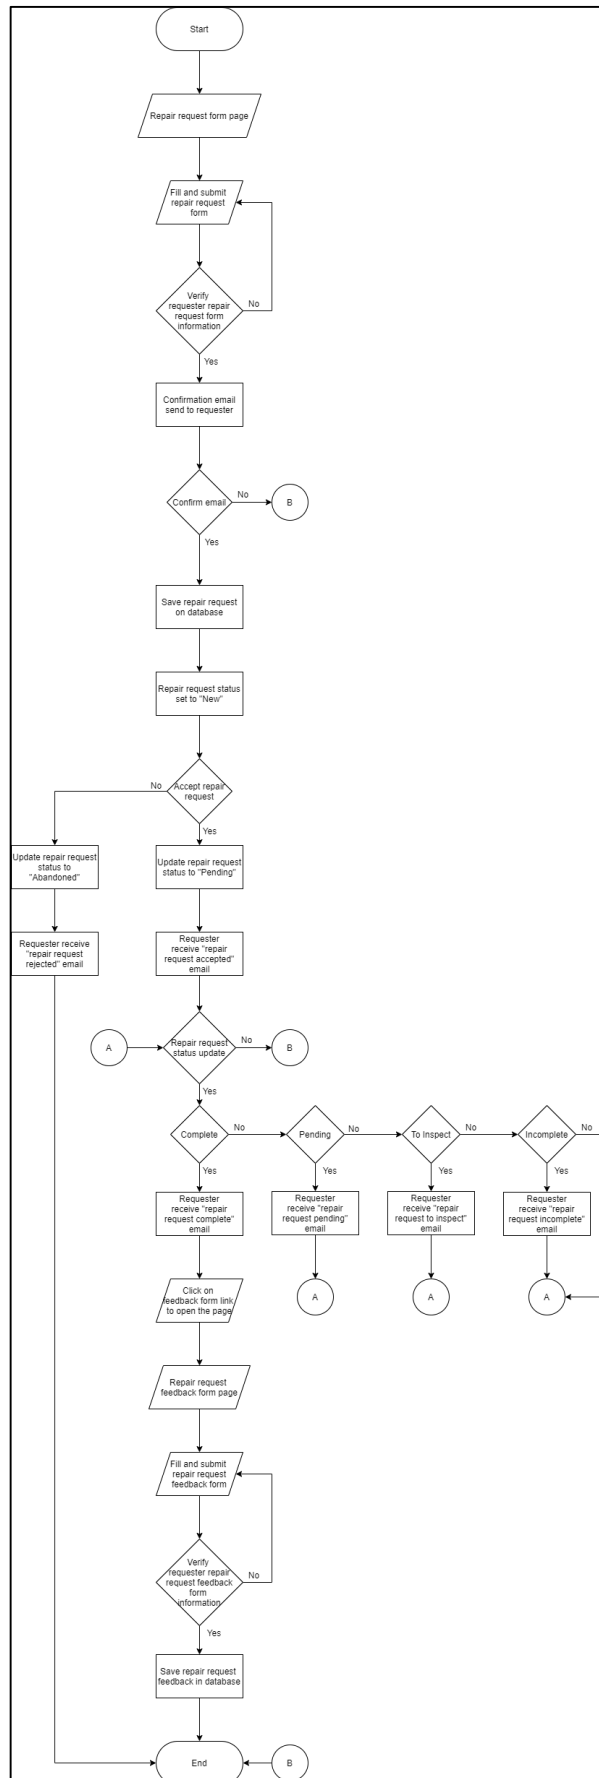 Start
Repair request form page
Fill and submit
repair request
form
Verify
requester repair
request form
information
No
Yes
Confirmation email
send to requester
Confirm email
No
B
Yes
Save repair request
on database
Repair request status
set to "New"
Accept repair
request
No
Yes
Update repair request
status to
"Abandoned"
Update repair request
status to "Pending"
Requester receive
"repair request
rejected" email
Requester
receive "repair
request accepted"
email
A
Repair request
status update
No
B
Yes
Complete
No
Pending
No
To Inspect
No
Incomplete
No
Yes
Yes
Yes
Yes
Requester
receive "repair
request complete"
email
Requester
receive "repair
request pending"
email
Requester
receive "repair
request to inspect"
email
Requester
receive "repair
request incomplete"
email
Click on
feedback form link
to open the page
A
A
A
Repair request
feedback form page
Fill and submit
repair request
feedback form
Verify
requester repair
request feedback
form
information
No
Yes
Save repair request
feedback in database
End
B